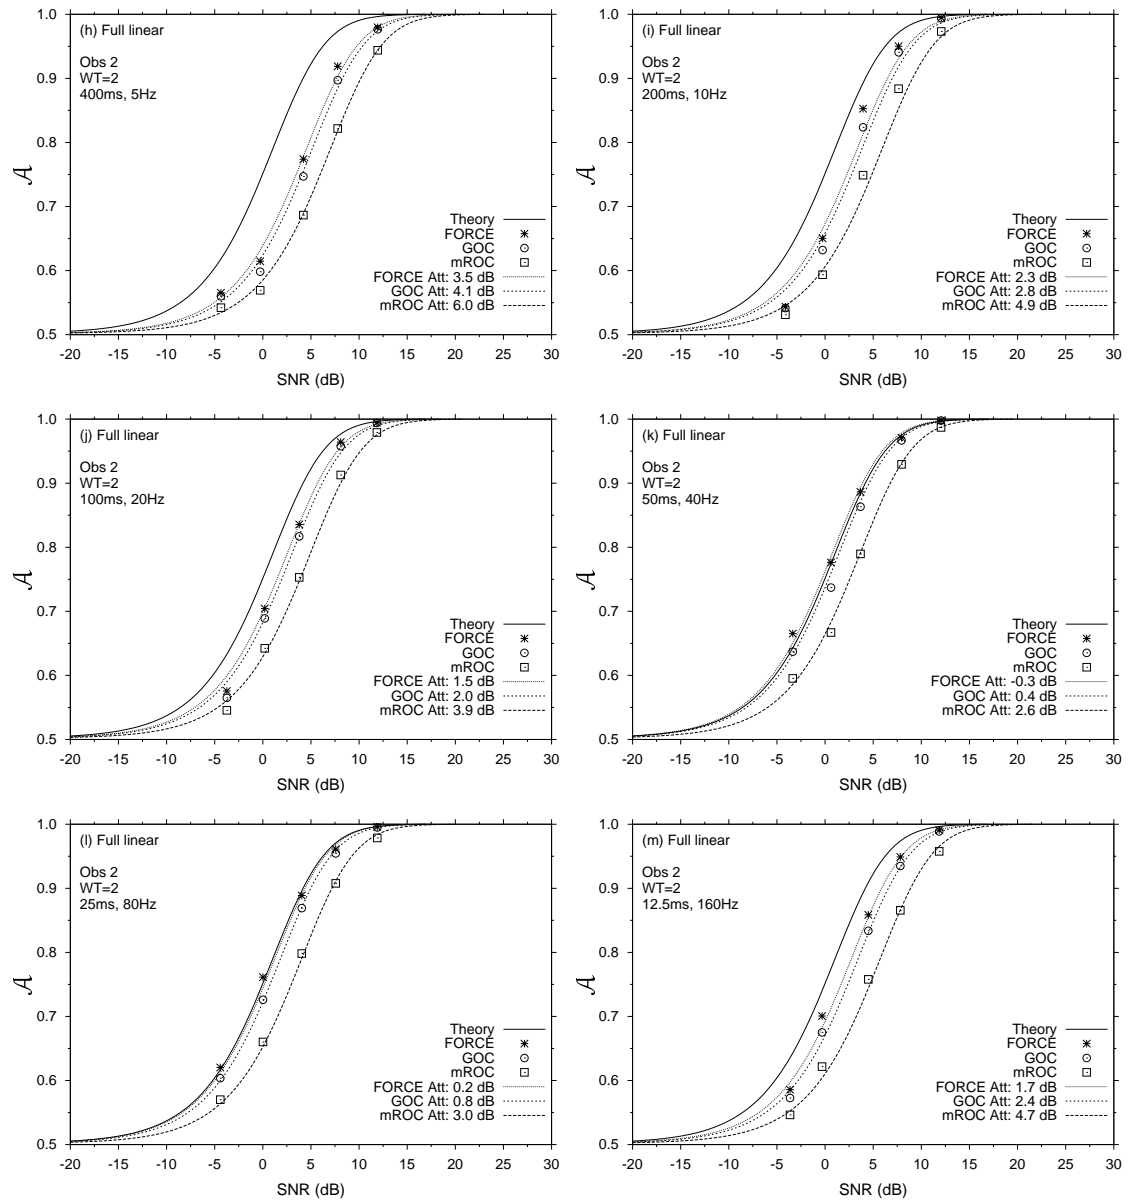 (h) Full linear
Obs 2
WT=2
400ms, 5Hz
1.0
0.9
0.8
0.7
0.6
0.5
𝒜
Theory
FORCE
GOC
mROC
FORCE Att: 3.5 dB
GOC Att: 4.1 dB
mROC Att: 6.0 dB
-20 -15 -10 -5 0 5 10 15 20 25 30
SNR (dB)
(i) Full linear
Obs 2
WT=2
200ms, 10Hz
1.0
0.9
0.8
0.7
0.6
0.5
𝒜
Theory
FORCE
GOC
mROC
FORCE Att: 2.3 dB
GOC Att: 2.8 dB
mROC Att: 4.9 dB
-20 -15 -10 -5 0 5 10 15 20 25 30
SNR (dB)
(j) Full linear
Obs 2
WT=2
100ms, 20Hz
1.0
0.9
0.8
0.7
0.6
0.5
𝒜
Theory
FORCE
GOC
mROC
FORCE Att: 1.5 dB
GOC Att: 2.0 dB
mROC Att: 3.9 dB
-20 -15 -10 -5 0 5 10 15 20 25 30
SNR (dB)
(k) Full linear
Obs 2
WT=2
50ms, 40Hz
1.0
0.9
0.8
0.7
0.6
0.5
𝒜
Theory
FORCE
GOC
mROC
FORCE Att: -0.3 dB
GOC Att: 0.4 dB
mROC Att: 2.6 dB
-20 -15 -10 -5 0 5 10 15 20 25 30
SNR (dB)
(l) Full linear
Obs 2
WT=2
25ms, 80Hz
1.0
0.9
0.8
0.7
0.6
0.5
𝒜
Theory
FORCE
GOC
mROC
FORCE Att: 0.2 dB
GOC Att: 0.8 dB
mROC Att: 3.0 dB
-20 -15 -10 -5 0 5 10 15 20 25 30
SNR (dB)
(m) Full linear
Obs 2
WT=2
12.5ms, 160Hz
1.0
0.9
0.8
0.7
0.6
0.5
𝒜
Theory
FORCE
GOC
mROC
FORCE Att: 1.7 dB
GOC Att: 2.4 dB
mROC Att: 4.7 dB
-20 -15 -10 -5 0 5 10 15 20 25 30
SNR (dB)